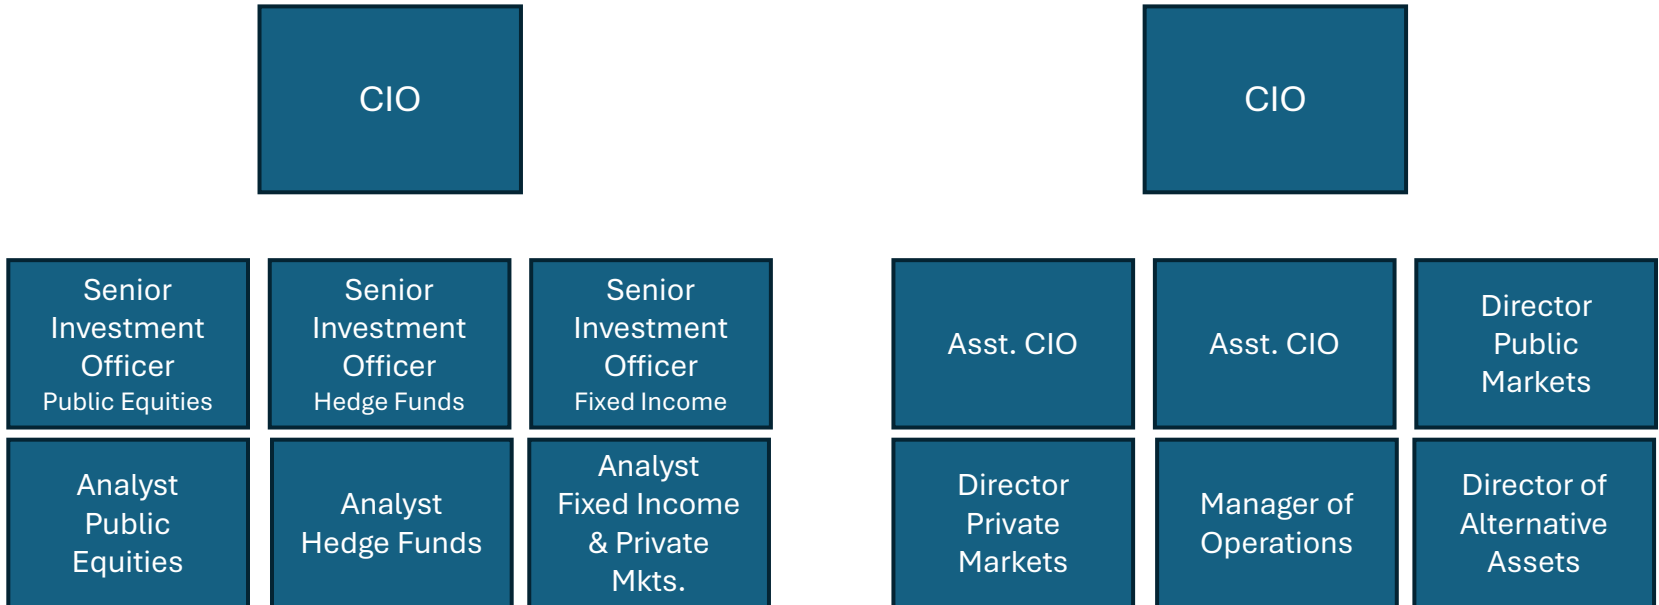 CIO
CIO
Senior
Investment
Officer
Public Equities
Senior
Investment
Officer
Hedge Funds
Senior
Investment
Officer
Fixed Income
Asst. CIO
Asst. CIO
Director
Public
Markets
Analyst
Public
Equities
Analyst
Hedge Funds
Analyst
Fixed Income
& Private
Mkts.
Director
Private
Markets
Manager of
Operations
Director of
Alternative
Assets